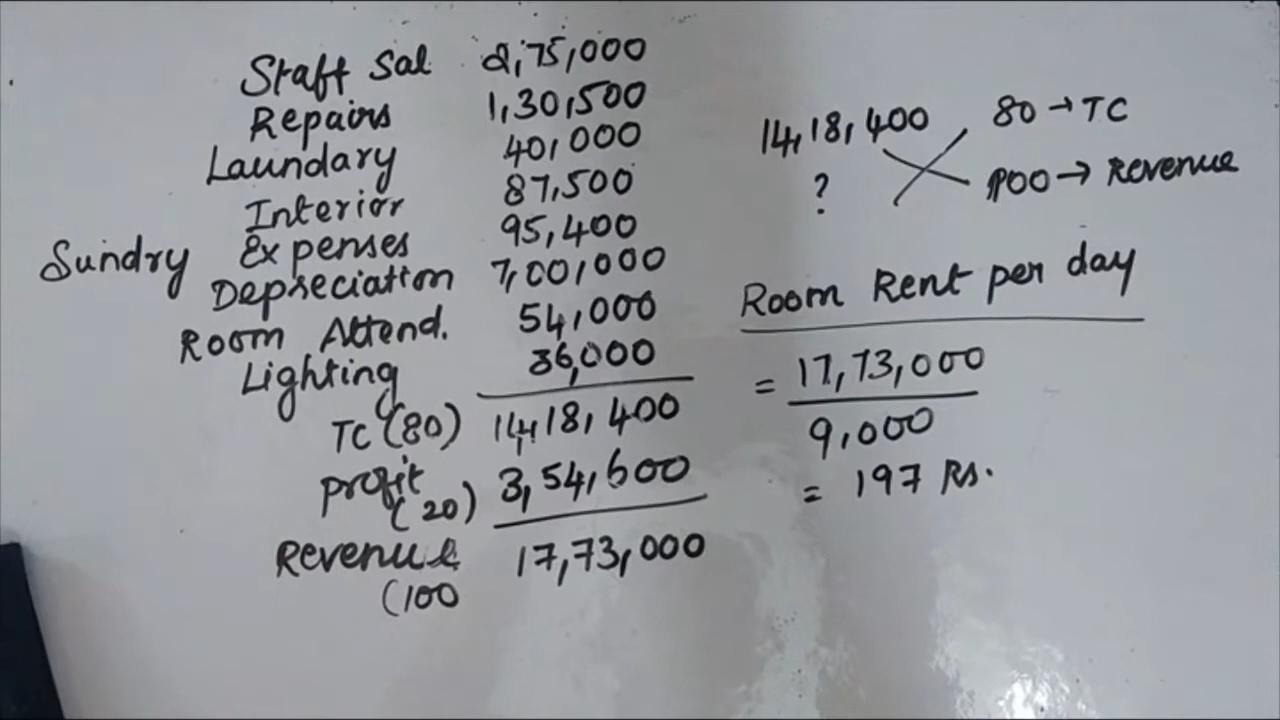 Staff Sal 2,75,000
Repairs 1,30,500
Laundary 40,000
Interior 87,500
Sundry Expenses 95,400
Depreciation 7,00,000
Room Attend. 54,000
Lighting 36,000
TC (80) 14,18,400
Profit (20) 3,54,600
Revenue (100 17,73,000
14,18,400 80 → TC
? 100 → Revenue
Room Rent per day
= 17,73,000
9,000
= 197 Rs.